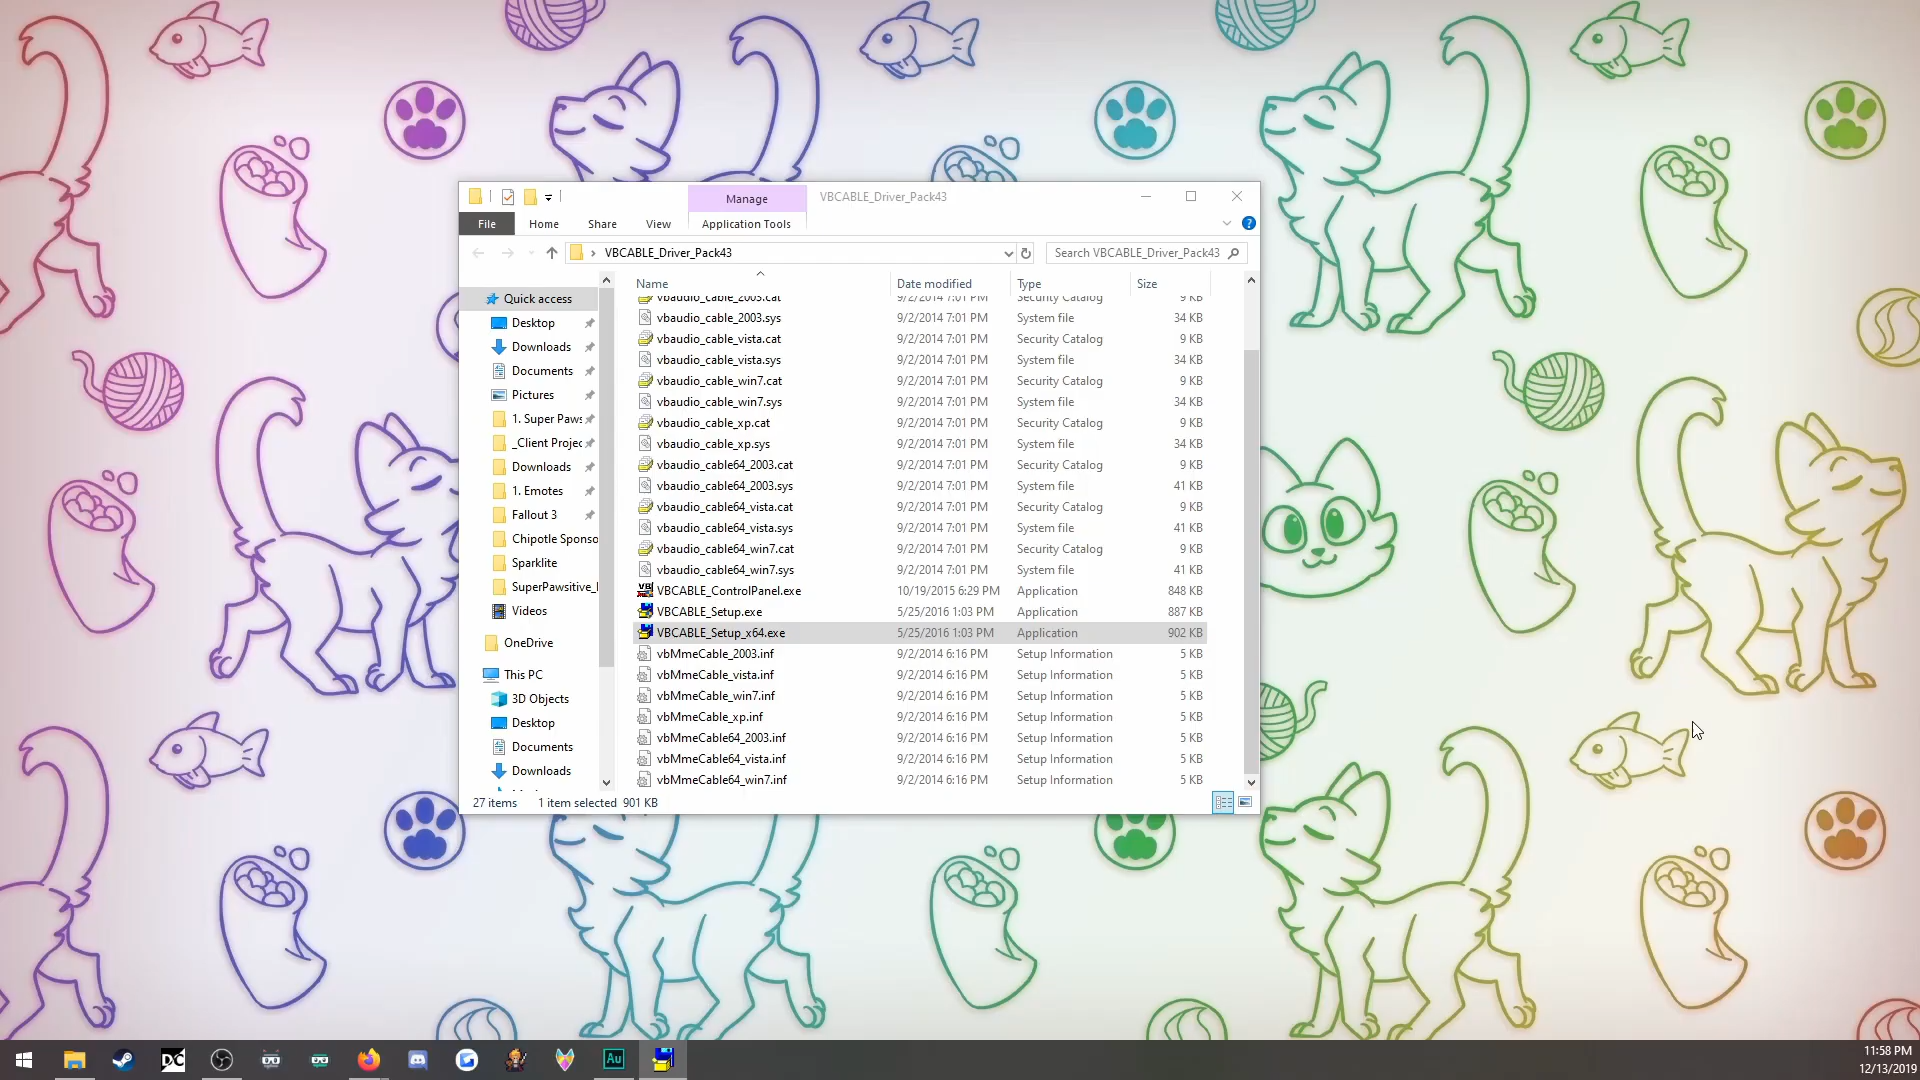 Manage
VBCABLE_Driver_Pack43
File
Home
Share
View
Application Tools
VBCABLE_Driver_Pack43
Search VBCABLE_Driver_Pack43
Name
Date modified
Type
Size
Quick access
Desktop
Downloads
Documents
Pictures
1. Super Paws
_Client Projec
Downloads
1. Emotes
Fallout 3
Chipotle Sponso
Sparklite
SuperPawsitive_
Videos
OneDrive
This PC
3D Objects
Desktop
Documents
Downloads
vbaudio_cable_2003.cat 9/2/2014 7:01 PM Security Catalog 9 KB
vbaudio_cable_2003.sys 9/2/2014 7:01 PM System file 34 KB
vbaudio_cable_vista.cat 9/2/2014 7:01 PM Security Catalog 9 KB
vbaudio_cable_vista.sys 9/2/2014 7:01 PM System file 34 KB
vbaudio_cable_win7.cat 9/2/2014 7:01 PM Security Catalog 9 KB
vbaudio_cable_win7.sys 9/2/2014 7:01 PM System file 34 KB
vbaudio_cable_xp.cat 9/2/2014 7:01 PM Security Catalog 9 KB
vbaudio_cable_xp.sys 9/2/2014 7:01 PM System file 34 KB
vbaudio_cable64_2003.cat 9/2/2014 7:01 PM Security Catalog 9 KB
vbaudio_cable64_2003.sys 9/2/2014 7:01 PM System file 41 KB
vbaudio_cable64_vista.cat 9/2/2014 7:01 PM Security Catalog 9 KB
vbaudio_cable64_vista.sys 9/2/2014 7:01 PM System file 41 KB
vbaudio_cable64_win7.cat 9/2/2014 7:01 PM Security Catalog 9 KB
vbaudio_cable64_win7.sys 9/2/2014 7:01 PM System file 41 KB
VBCABLE_ControlPanel.exe 10/19/2015 6:29 PM Application 848 KB
VBCABLE_Setup.exe 5/25/2016 1:03 PM Application 887 KB
VBCABLE_Setup_x64.exe 5/25/2016 1:03 PM Application 902 KB
vbMmeCable_2003.inf 9/2/2014 6:16 PM Setup Information 5 KB
vbMmeCable_vista.inf 9/2/2014 6:16 PM Setup Information 5 KB
vbMmeCable_win7.inf 9/2/2014 6:16 PM Setup Information 5 KB
vbMmeCable_xp.inf 9/2/2014 6:16 PM Setup Information 5 KB
vbMmeCable64_2003.inf 9/2/2014 6:16 PM Setup Information 5 KB
vbMmeCable64_vista.inf 9/2/2014 6:16 PM Setup Information 5 KB
vbMmeCable64_win7.inf 9/2/2014 6:16 PM Setup Information 5 KB
27 items 1 item selected 901 KB
DC
Au
11:58 PM
12/13/2019